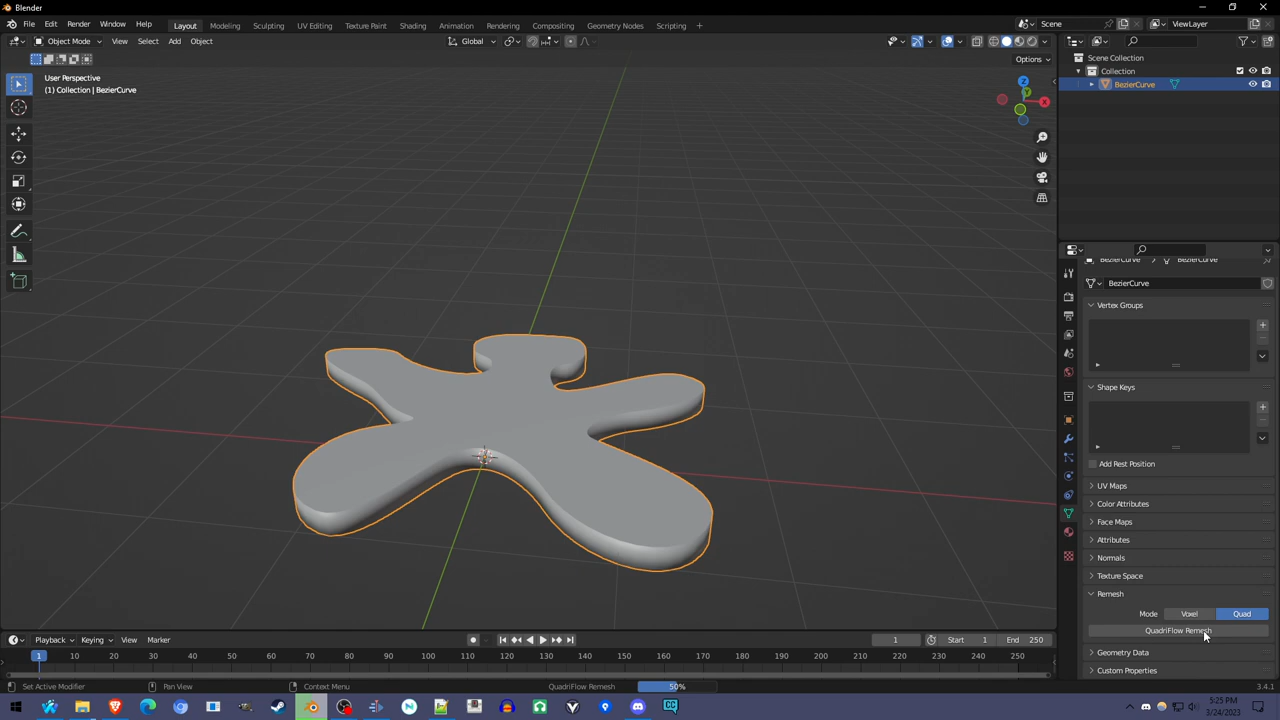 Blender
File Edit Render Window Help
Layout Modeling Sculpting UV Editing Texture Paint Shading Animation Rendering Compositing Geometry Nodes Scripting +
Scene
ViewLayer
Object Mode View Select Add Object
Global
Options
User Perspective
(1) Collection | BezierCurve
Z
Y
X
Scene Collection
Collection
BezierCurve
BezierCurve > BezierCurve
BezierCurve
Vertex Groups
Shape Keys
Add Rest Position
UV Maps
Color Attributes
Face Maps
Attributes
Normals
Texture Space
Remesh
Mode Voxel Quad
QuadriFlow Remesh
Geometry Data
Custom Properties
Playback Keying View Marker
1 Start 1 End 250
1 10 20 30 40 50 60 70 80 90 100 110 120 130 140 150 160 170 180 190 200 210 220 230 240 250
Set Active Modifier Pan View Context Menu QuadriFlow Remesh 50% 3.4.1
5:25 PM
3/24/2023